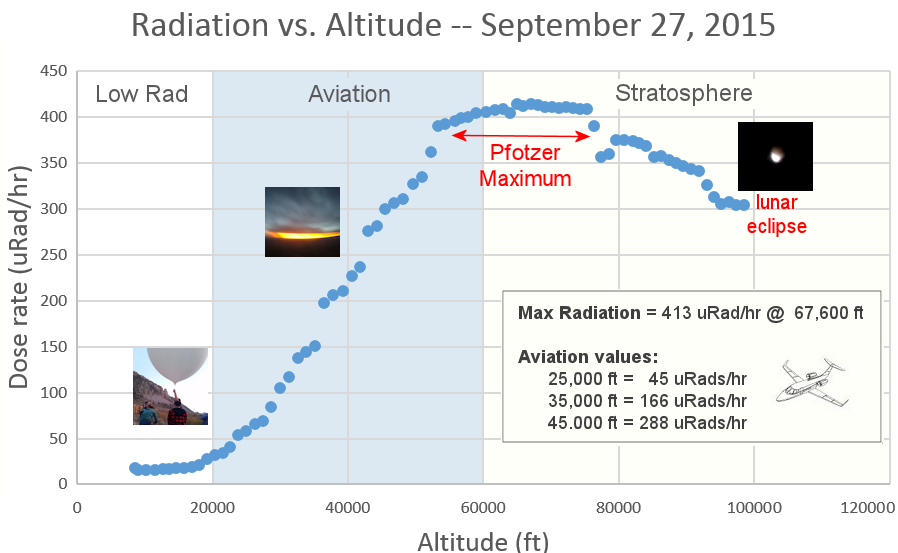 Radiation vs. Altitude -- September 27, 2015
Dose rate (uRad/hr)
450
400
350
300
250
200
150
100
50
0
Low Rad
Aviation
Stratosphere
Pfotzer
Maximum
lunar
eclipse
Max Radiation = 413 uRad/hr @ 67,600 ft
Aviation values:
25,000 ft = 45 uRads/hr
35,000 ft = 166 uRads/hr
45.000 ft = 288 uRads/hr
0 20000 40000 60000 80000 100000 120000
Altitude (ft)